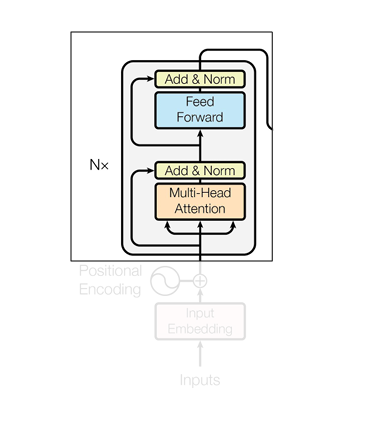 Add & Norm
Feed
Forward
N×
Add & Norm
Multi-Head
Attention
Positional
Encoding
Input
Embedding
Inputs